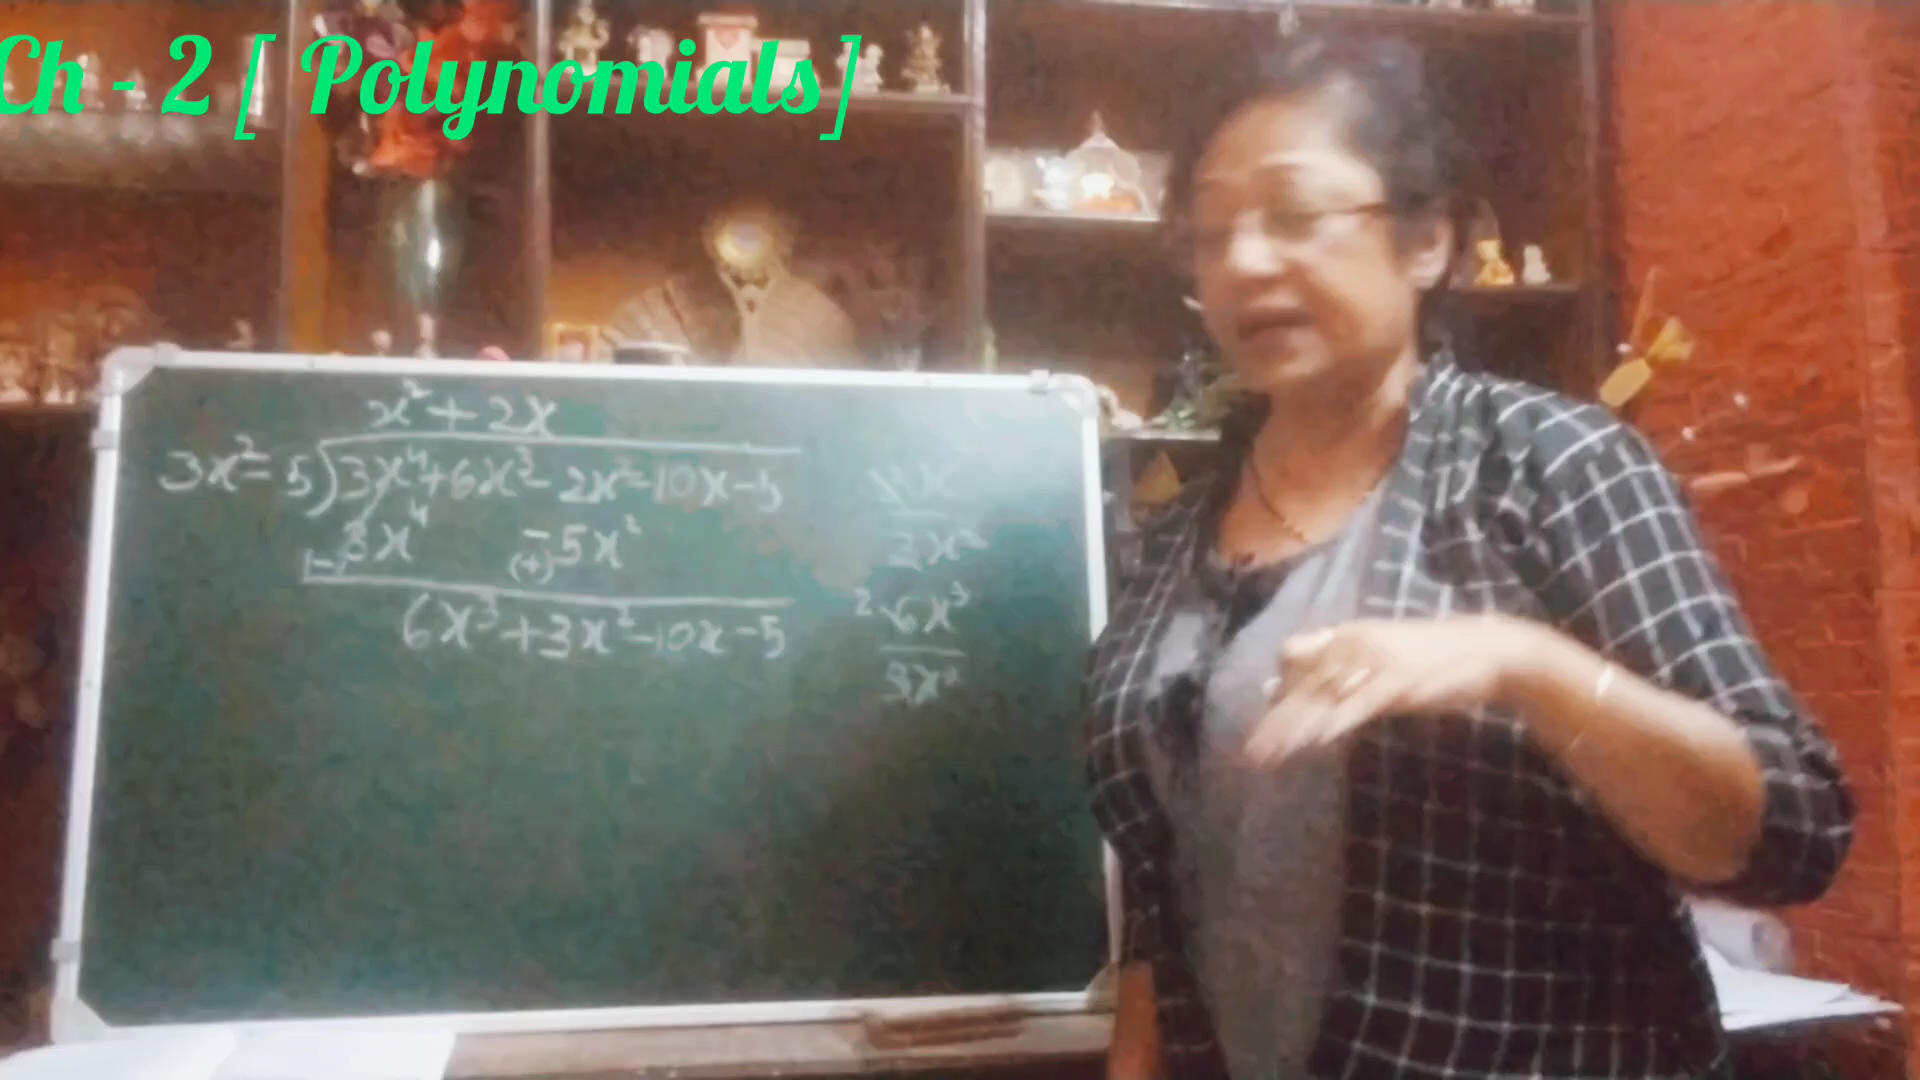 Ch - 2 [ Polynomials]
x² + 2x
3x² - 5)3x⁴+6x³- 2x²-10x-5
3x⁴ -5x²
(-) (+)
6x³+3x²-10x-5
3x²
2 6x³
3x²